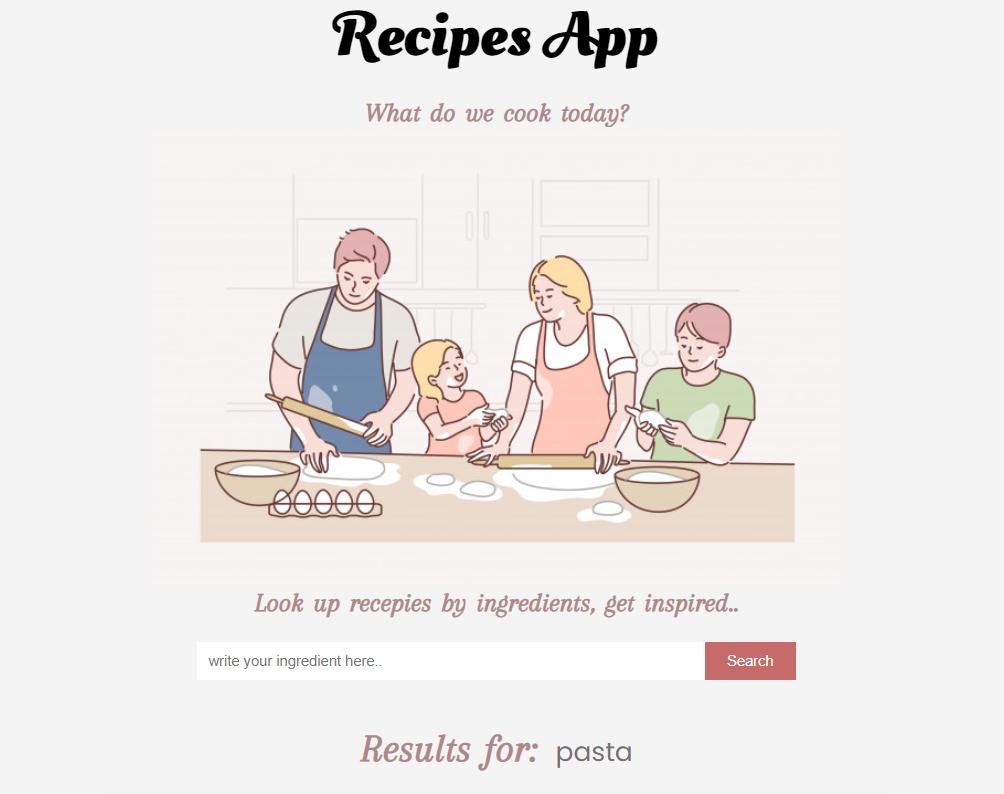 Recipes App
What do we cook today?
Look up recepies by ingredients, get inspired..
write your ingredient here..
Search
Results for: pasta